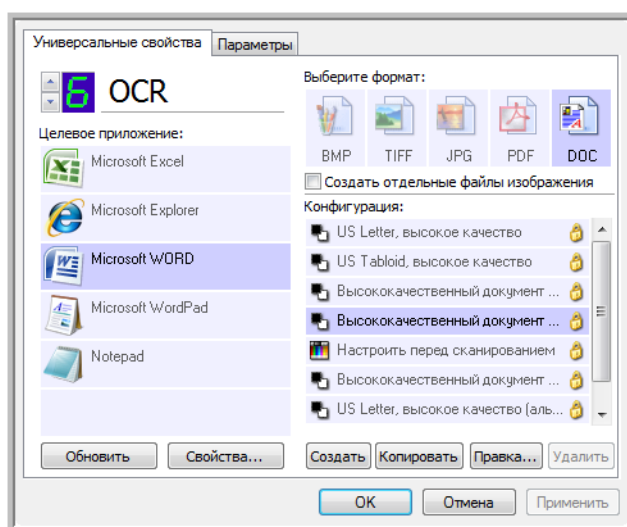 Универсальные свойства Параметры
6 OCR
Целевое приложение:
Microsoft Excel
Microsoft Explorer
Microsoft WORD
Microsoft WordPad
Notepad
Обновить Свойства...
Выберите формат:
BMP TIFF JPG PDF DOC
Создать отдельные файлы изображения
Конфигурация:
US Letter, высокое качество
US Tabloid, высокое качество
Высококачественный документ ...
Высококачественный документ ...
Настроить перед сканированием
Высококачественный документ ...
US Letter, высокое качество (аль...
Создать Копировать Правка... Удалить
OK Отмена Применить